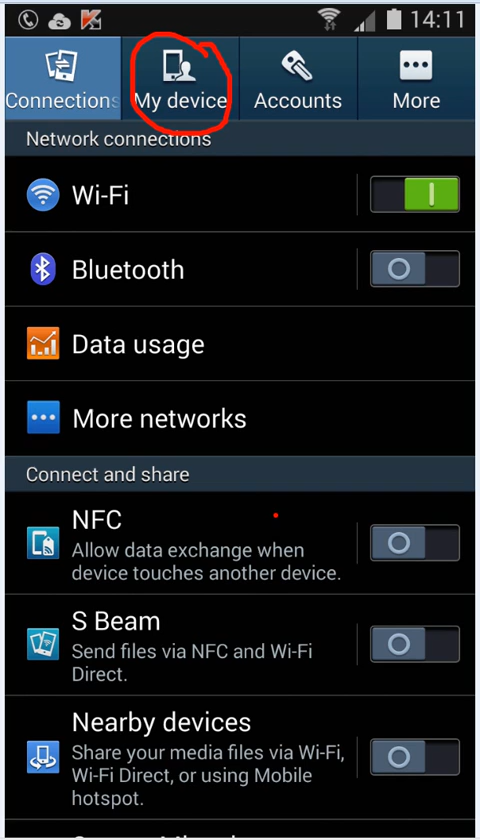 14:11
Connections
My device
Accounts
More
Network connections
Wi-Fi
Bluetooth
Data usage
More networks
Connect and share
NFC
Allow data exchange when
device touches another device.
S Beam
Send files via NFC and Wi-Fi
Direct.
Nearby devices
Share your media files via Wi-Fi,
Wi-Fi Direct, or using Mobile
hotspot.